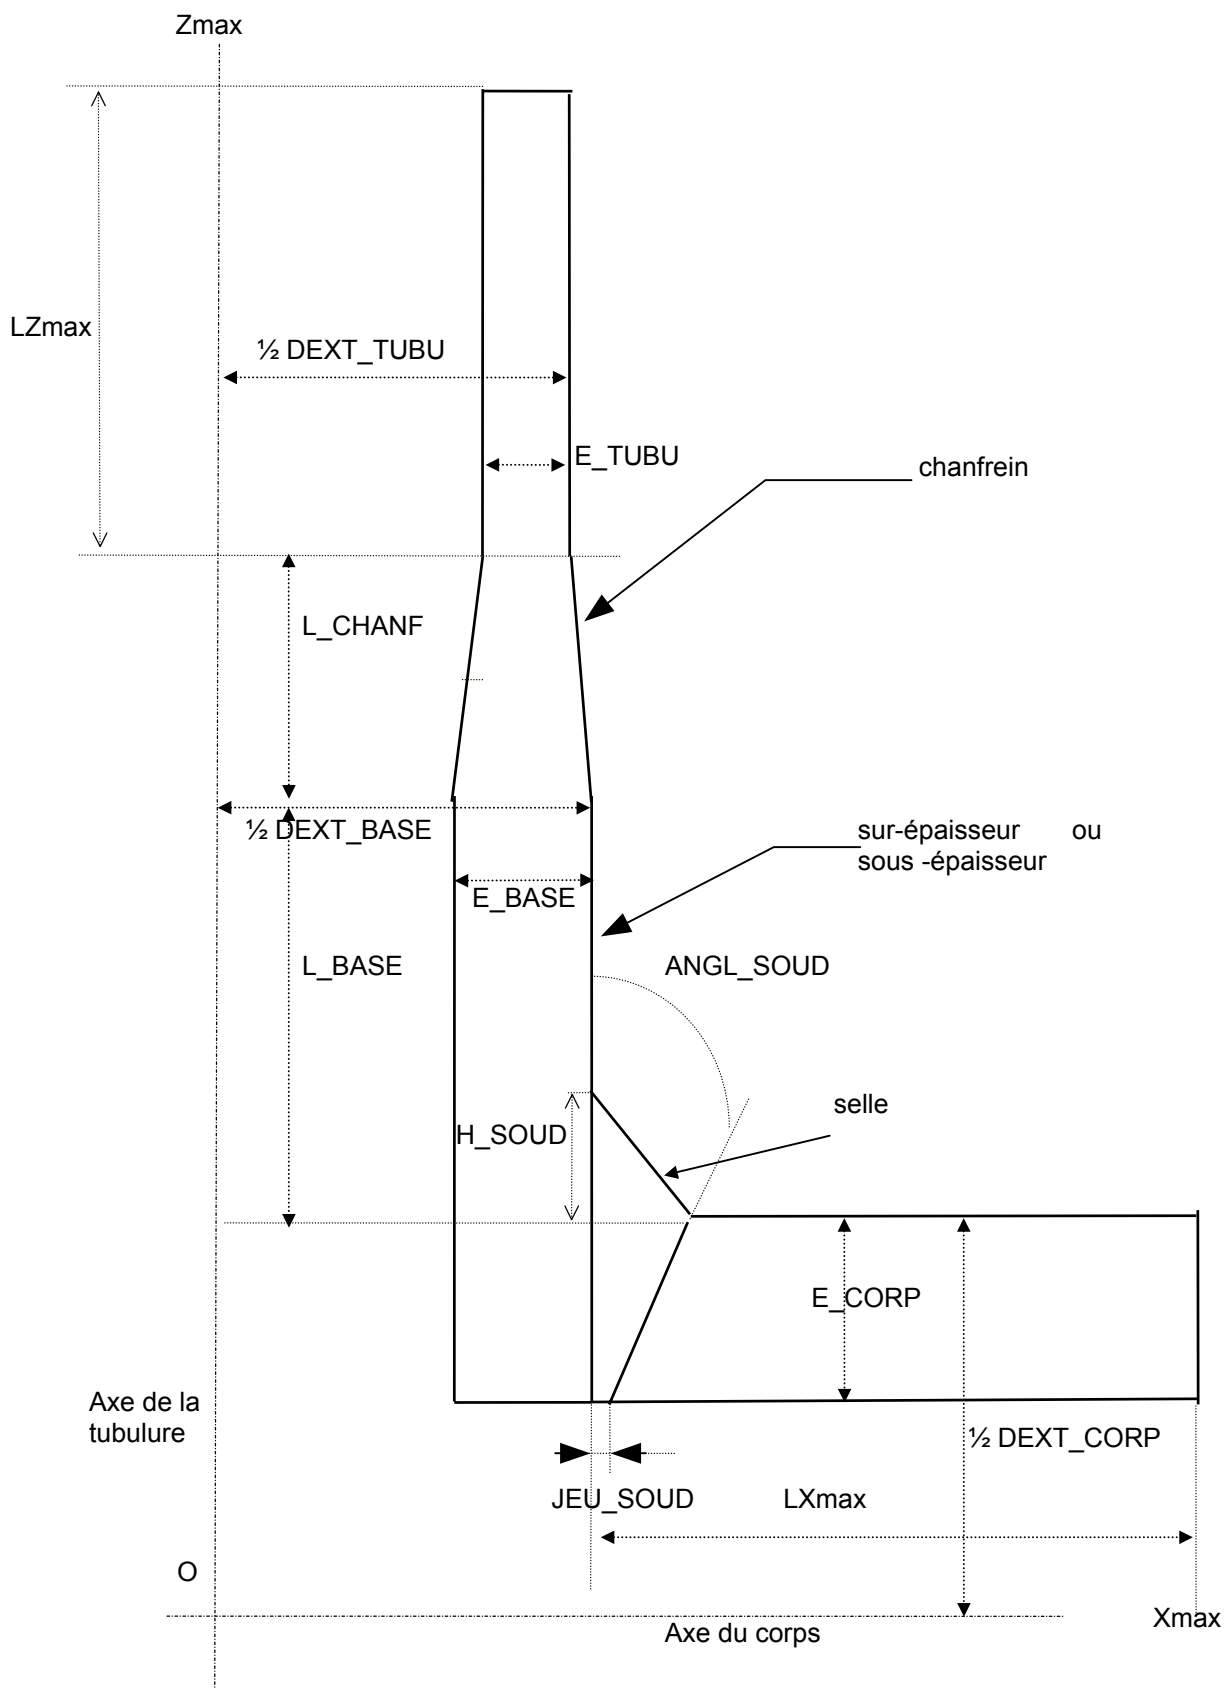 Zmax
LZmax
½ DEXT_TUBU
E_TUBU
chanfrein
L_CHANF
½ DEXT_BASE
sur-épaisseur ou
sous -épaisseur
E_BASE
L_BASE
ANGL_SOUD
selle
H_SOUD
E_CORP
Axe de la
tubulure
½ DEXT_CORP
JEU_SOUD
LXmax
O
Xmax
Axe du corps